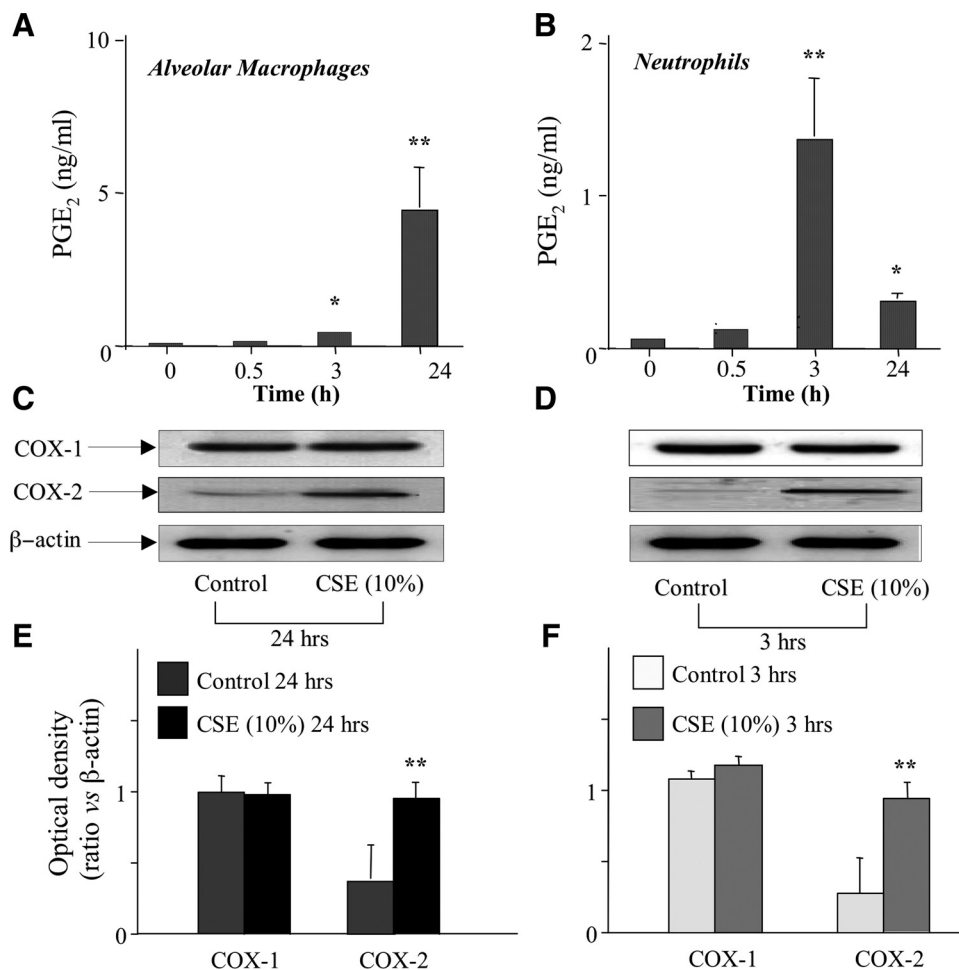 A
Alveolar Macrophages
PGE₂ (ng/ml)
10
5
0
**
*
0 0.5 3 24
Time (h)
B
Neutrophils
PGE₂ (ng/ml)
2
1
0
**
*
0 0.5 3 24
Time (h)
C
COX-1
COX-2
β−actin
Control CSE (10%)
24 hrs
D
Control CSE (10%)
3 hrs
E
Control 24 hrs
CSE (10%) 24 hrs
Optical density
(ratio vs β-actin)
1
0
**
COX-1 COX-2
F
Control 3 hrs
CSE (10%) 3 hrs
1
0
**
COX-1 COX-2